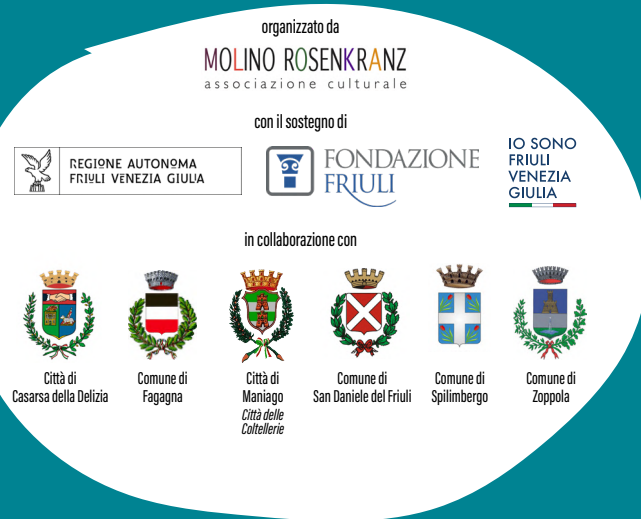 organizzato da
MOLINO ROSENKRANZ
associazione culturale
con il sostegno di
REGIONE AUTONOMA
FRIULI VENEZIA GIULIA
FONDAZIONE
FRIULI
IO SONO
FRIULI
VENEZIA
GIULIA
in collaborazione con
Città di
Casarsa della Delizia
Comune di
Fagagna
Città di
Maniago
Città delle
Coltellerie
Comune di
San Daniele del Friuli
Comune di
Spilimbergo
Comune di
Zoppola